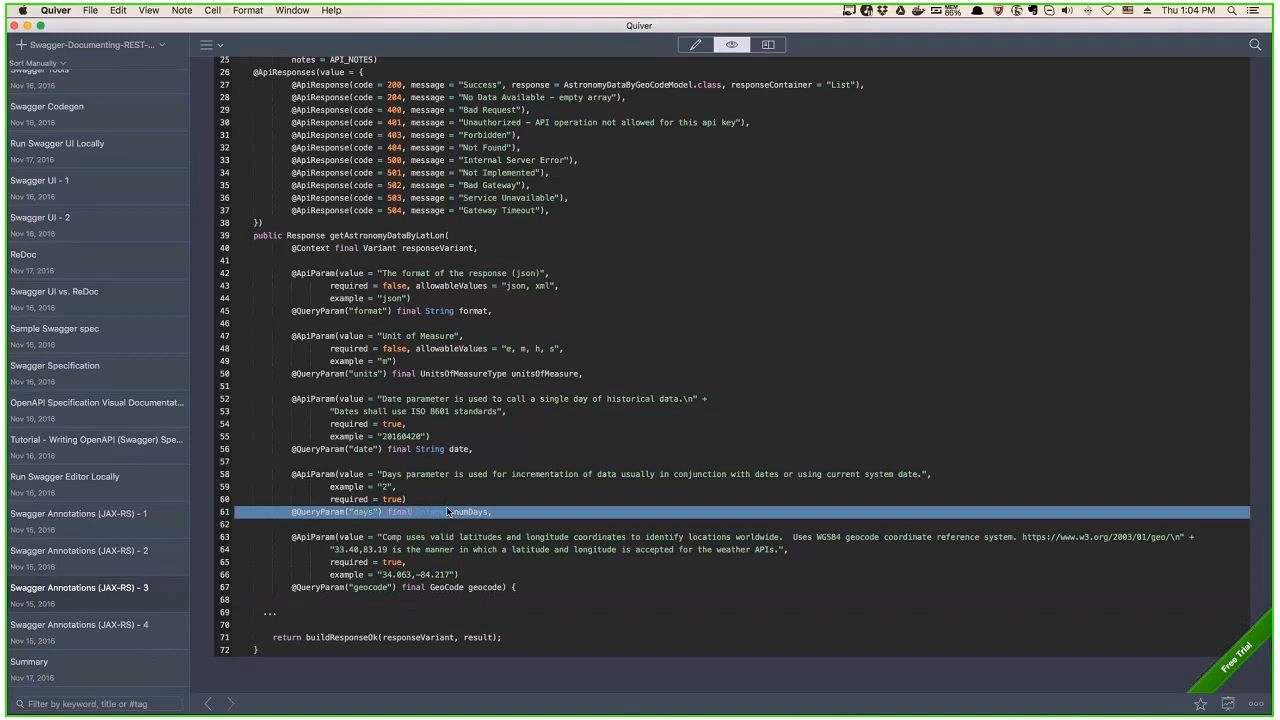 Quiver File Edit View Note Cell Format Window Help MEM 86% Thu 1:04 PM
Quiver
Swagger-Documenting-REST-...
Sort Manually
Swagger Tools
Nov 16, 2016
Swagger Codegen
Nov 16, 2016
Run Swagger UI Locally
Nov 17, 2016
Swagger UI - 1
Nov 16, 2016
Swagger UI - 2
Nov 16, 2016
ReDoc
Nov 17, 2016
Swagger UI vs. ReDoc
Nov 16, 2016
Sample Swagger spec
Nov 16, 2016
Swagger Specification
Nov 16, 2016
OpenAPI Specification Visual Documentat...
Nov 16, 2016
Tutorial - Writing OpenAPI (Swagger) Spe...
Nov 16, 2016
Run Swagger Editor Locally
Nov 17, 2016
Swagger Annotations (JAX-RS) - 1
Nov 15, 2016
Swagger Annotations (JAX-RS) - 2
Nov 15, 2016
Swagger Annotations (JAX-RS) - 3
Nov 15, 2016
Swagger Annotations (JAX-RS) - 4
Nov 15, 2016
Summary
Nov 17, 2016
Filter by keyword, title or #tag
25 notes = API_NOTES)
26 @ApiResponses(value = {
27 @ApiResponse(code = 200, message = "Success", response = AstronomyDataByGeoCodeModel.class, responseContainer = "List"),
28 @ApiResponse(code = 204, message = "No Data Available - empty array"),
29 @ApiResponse(code = 400, message = "Bad Request"),
30 @ApiResponse(code = 401, message = "Unauthorized - API operation not allowed for this api key"),
31 @ApiResponse(code = 403, message = "Forbidden"),
32 @ApiResponse(code = 404, message = "Not Found"),
33 @ApiResponse(code = 500, message = "Internal Server Error"),
34 @ApiResponse(code = 501, message = "Not Implemented"),
35 @ApiResponse(code = 502, message = "Bad Gateway"),
36 @ApiResponse(code = 503, message = "Service Unavailable"),
37 @ApiResponse(code = 504, message = "Gateway Timeout"),
38 })
39 public Response getAstronomyDataByLatLon(
40 @Context final Variant responseVariant,
41
42 @ApiParam(value = "The format of the response (json)",
43 required = false, allowableValues = "json, xml",
44 example = "json")
45 @QueryParam("format") final String format,
46
47 @ApiParam(value = "Unit of Measure",
48 required = false, allowableValues = "e, m, h, s",
49 example = "m")
50 @QueryParam("units") final UnitsOfMeasureType unitsOfMeasure,
51
52 @ApiParam(value = "Date parameter is used to call a single day of historical data.\n" +
53 "Dates shall use ISO 8601 standards",
54 required = true,
55 example = "20160420")
56 @QueryParam("date") final String date,
57
58 @ApiParam(value = "Days parameter is used for incrementation of data usually in conjunction with dates or using current system date.",
59 example = "2",
60 required = true)
61 @QueryParam("days") final Integer numDays,
62
63 @ApiParam(value = "Comp uses valid latitudes and longitude coordinates to identify locations worldwide. Uses WGS84 geocode coordinate reference system. https://www.w3.org/2003/01/geo/\n" +
64 "33.40,83.19 is the manner in which a latitude and longitude is accepted for the weather APIs.",
65 required = true,
66 example = "34.063,-84.217")
67 @QueryParam("geocode") final GeoCode geocode) {
68
69 ...
70
71 return buildResponseOk(responseVariant, result);
72 }
Free Trial